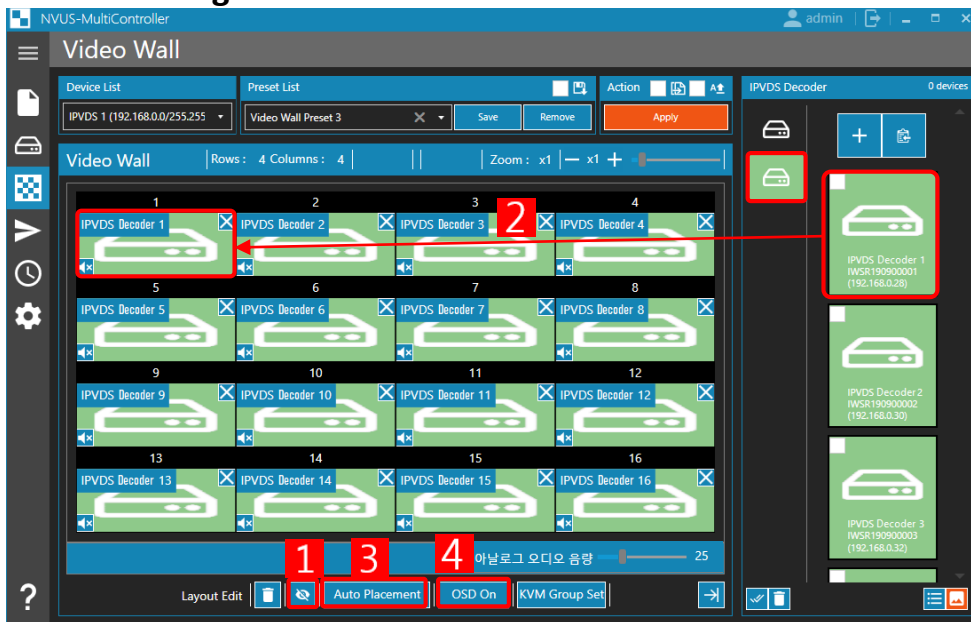 NVUS-MultiController
admin
Video Wall
Device List
Preset List
Action
IPVDS Decoder
0 devices
IPVDS 1 (192.168.0.0/255.255
Video Wall Preset 3
Save
Remove
Apply
Video Wall
Rows : 4 Columns : 4
Zoom : x1
x1
1
2
3
4
IPVDS Decoder 1
IPVDS Decoder 2
IPVDS Decoder 3
2
IPVDS Decoder 4
5
6
7
8
IPVDS Decoder 5
IPVDS Decoder 6
IPVDS Decoder 7
IPVDS Decoder 8
9
10
11
12
IPVDS Decoder 9
IPVDS Decoder 10
IPVDS Decoder 11
IPVDS Decoder 12
13
14
15
16
IPVDS Decoder 13
IPVDS Decoder 14
IPVDS Decoder 15
IPVDS Decoder 16
1
3
4
아날로그 오디오 음량
25
Layout Edit
Auto Placement
OSD On
KVM Group Set
IPVDS Decoder 1
IWSR190900001
(192.168.0.28)
IPVDS Decoder2
IWSR190900002
(192.168.0.30)
IPVDS Decoder 3
IWSR190900003
(192.168.0.32)
?